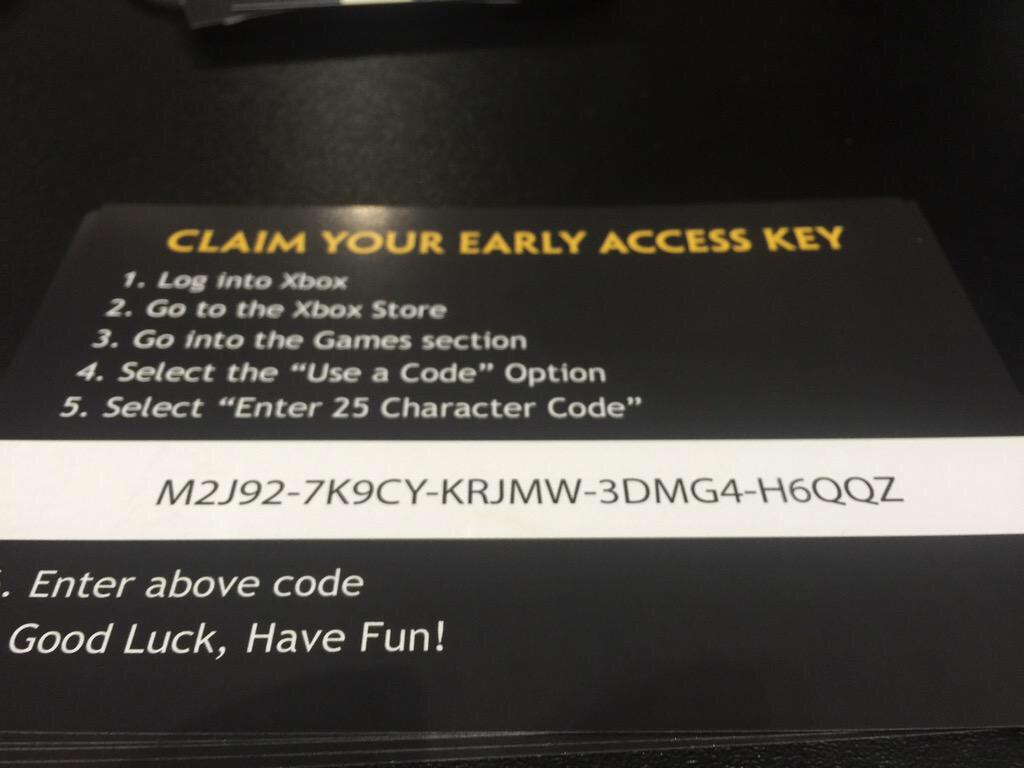 CLAIM YOUR EARLY ACCESS KEY
1. Log into Xbox
2. Go to the Xbox Store
3. Go into the Games section
4. Select the “Use a Code” Option
5. Select “Enter 25 Character Code”
M2J92-7K9CY-KRJMW-3DMG4-H6QQZ
. Enter above code
Good Luck, Have Fun!